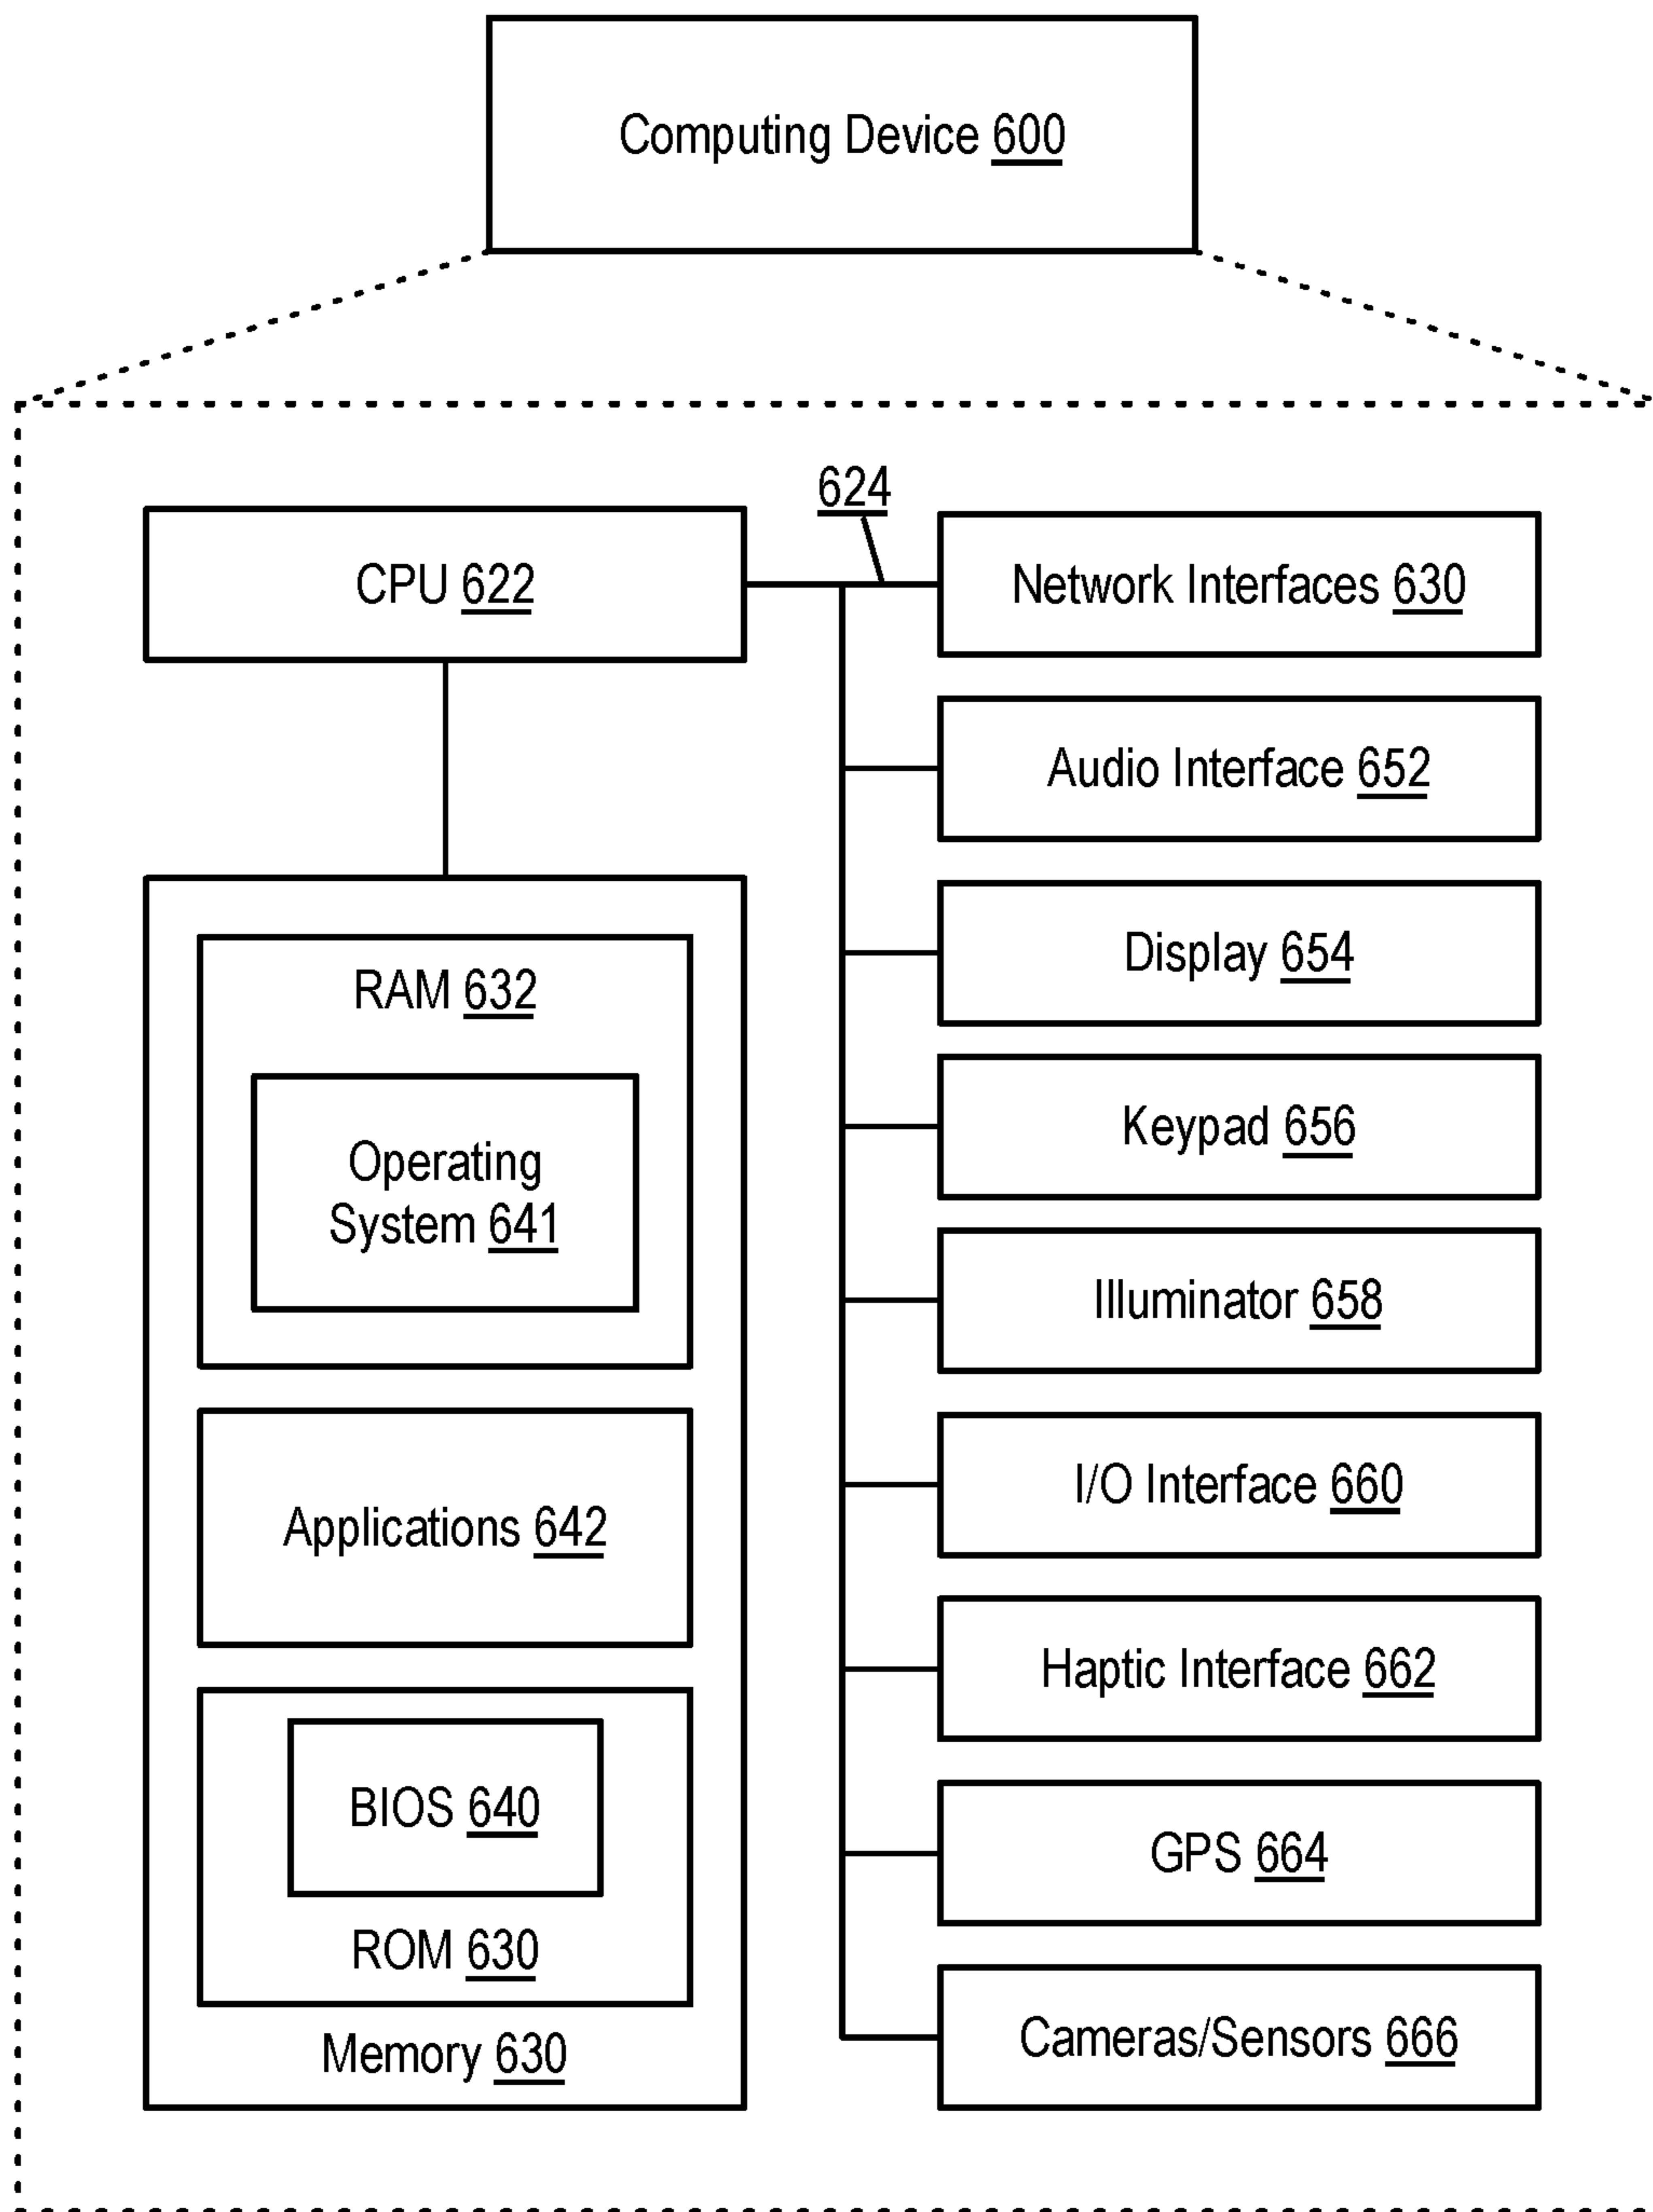 Computing Device 600
624
CPU 622
Network Interfaces 630
Audio Interface 652
Display 654
Keypad 656
Illuminator 658
I/O Interface 660
Haptic Interface 662
GPS 664
Cameras/Sensors 666
RAM 632
Operating
System 641
Applications 642
BIOS 640
ROM 630
Memory 630